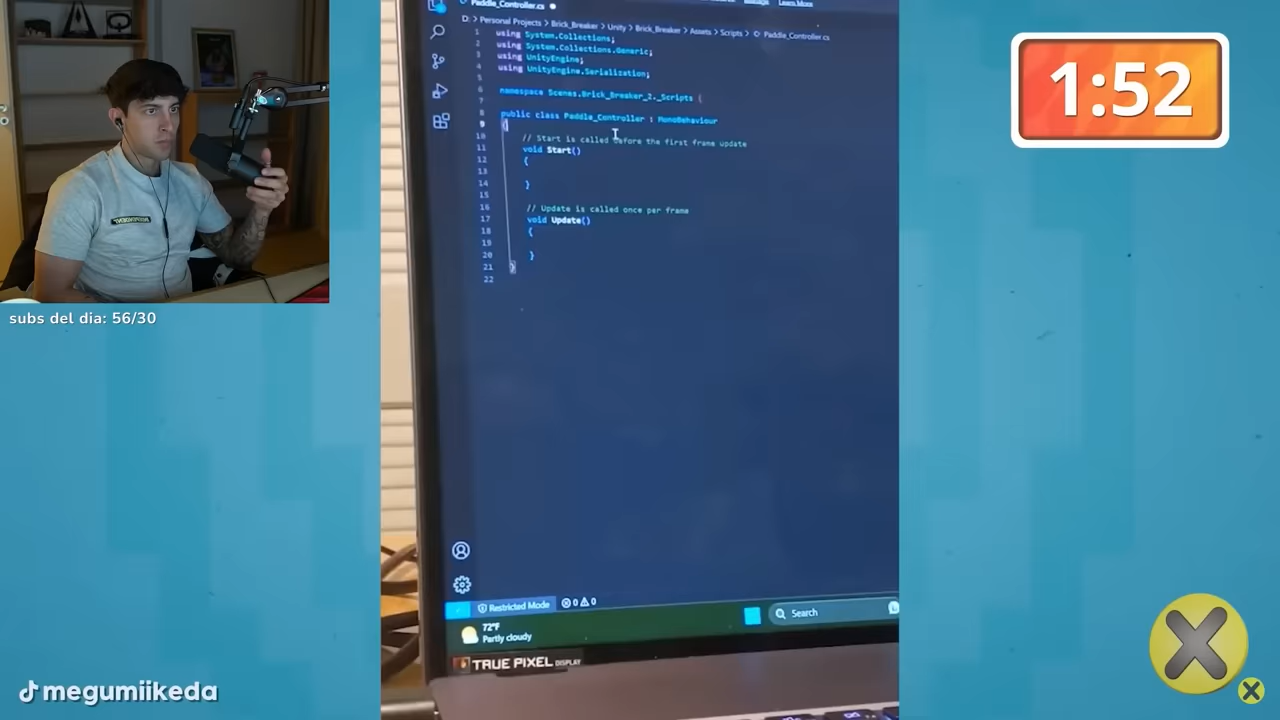 Paddle_Controller.cs
Learn More
D: > Personal Projects > Brick_Breaker > Unity > Brick_Breaker > Assets > Scripts > Paddle_Controller.cs
1 using System.Collections;
2 using System.Collections.Generic;
3 using UnityEngine;
4 using UnityEngine.Serialization;
5
6 namespace Scenes.Brick_Breaker_2._Scripts {
7
8 public class Paddle_Controller : MonoBehaviour
9 {
10 // Start is called before the first frame update
11 void Start()
12 {
13
14 }
15
16 // Update is called once per frame
17 void Update()
18 {
19
20 }
21 }
22
1:52
subs del dia: 56/30
Restricted Mode 0 0
Search
72°F
Partly cloudy
TRUE PIXEL DISPLAY
megumiikeda